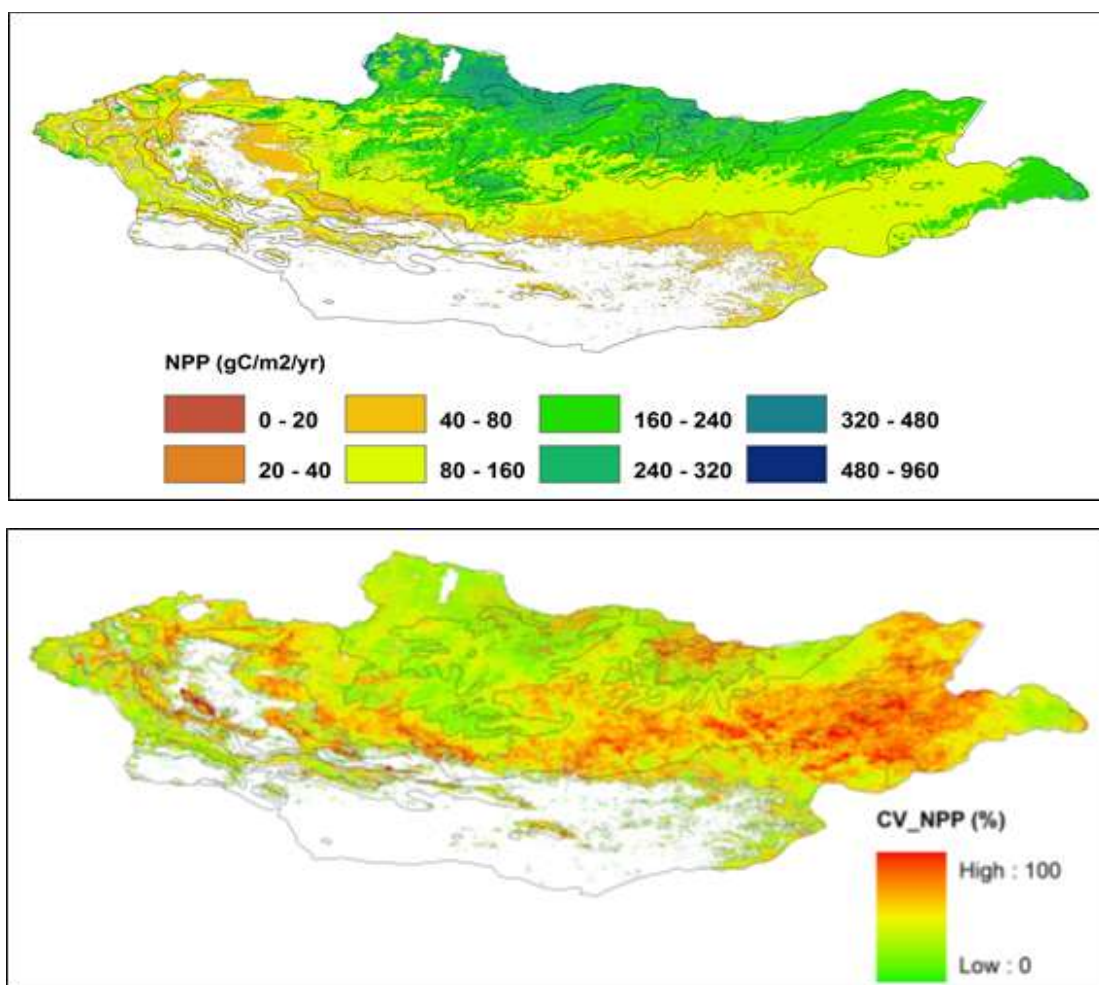 NPP (gC/m2/yr)
0 - 20 40 - 80 160 - 240 320 - 480
20 - 40 80 - 160 240 - 320 480 - 960
CV_NPP (%)
High : 100
Low : 0